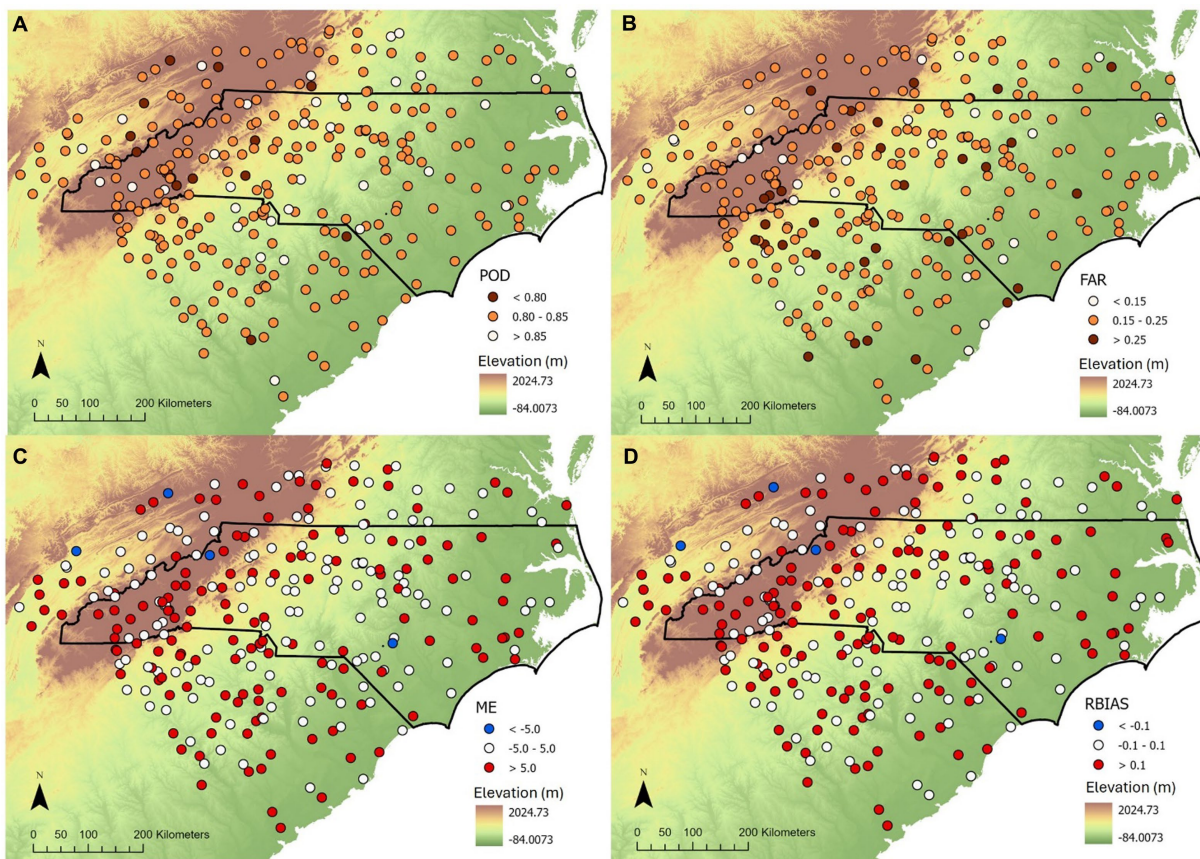 A
POD
< 0.80
0.80 - 0.85
> 0.85
Elevation (m)
2024.73
-84.0073
N
0 50 100 200 Kilometers
B
FAR
< 0.15
0.15 - 0.25
> 0.25
Elevation (m)
2024.73
-84.0073
N
0 50 100 200 Kilometers
C
ME
< -5.0
-5.0 - 5.0
> 5.0
Elevation (m)
2024.73
-84.0073
N
0 50 100 200 Kilometers
D
RBIAS
< -0.1
-0.1 - 0.1
> 0.1
Elevation (m)
2024.73
-84.0073
N
0 50 100 200 Kilometers